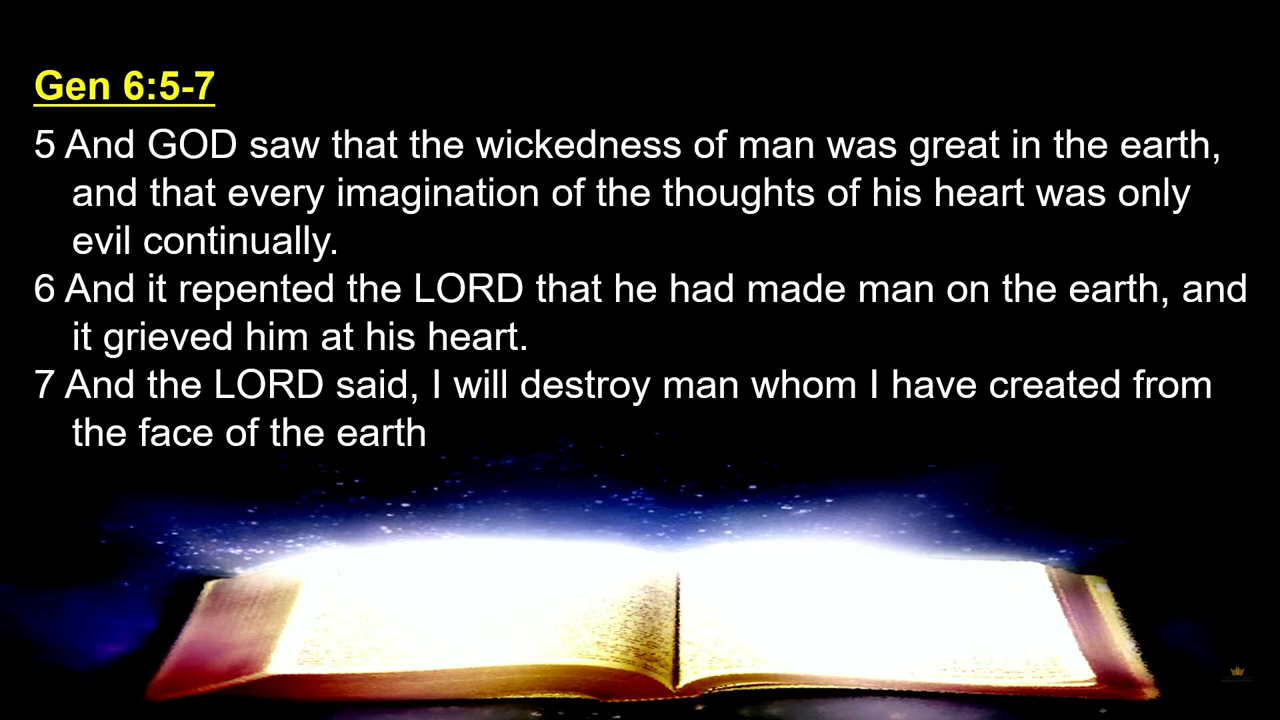 Gen 6:5-7
5 And GOD saw that the wickedness of man was great in the earth,
and that every imagination of the thoughts of his heart was only
evil continually.
6 And it repented the LORD that he had made man on the earth, and
it grieved him at his heart.
7 And the LORD said, I will destroy man whom I have created from
the face of the earth